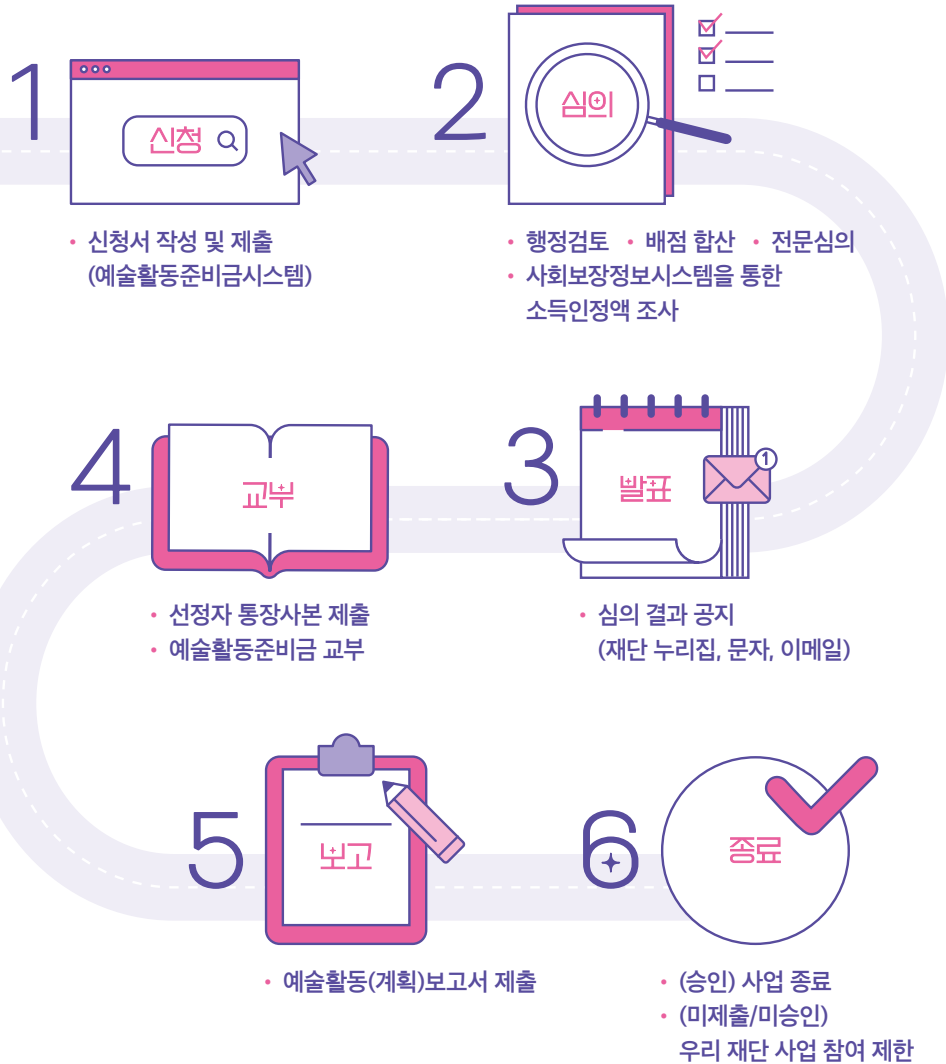 1
신청
• 신청서 작성 및 제출
(예술활동준비금시스템)
2
심의
• 행정검토 • 배점 합산 • 전문심의
• 사회보장정보시스템을 통한
소득인정액 조사
3
발표
1
• 심의 결과 공지
(재단 누리집, 문자, 이메일)
4
교부
• 선정자 통장사본 제출
• 예술활동준비금 교부
5
보고
• 예술활동(계획)보고서 제출
6
종료
• (승인) 사업 종료
• (미제출/미승인)
우리 재단 사업 참여 제한